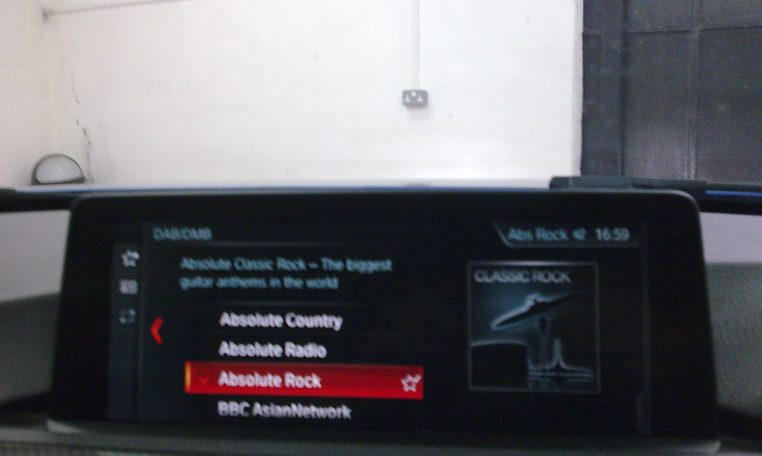 DAB/DMB
Abs Rock 16:59
Absolute Classic Rock – The biggest
guitar anthems in the world
CLASSIC ROCK
Absolute Country
Absolute Radio
Absolute Rock
BBC AsianNetwork